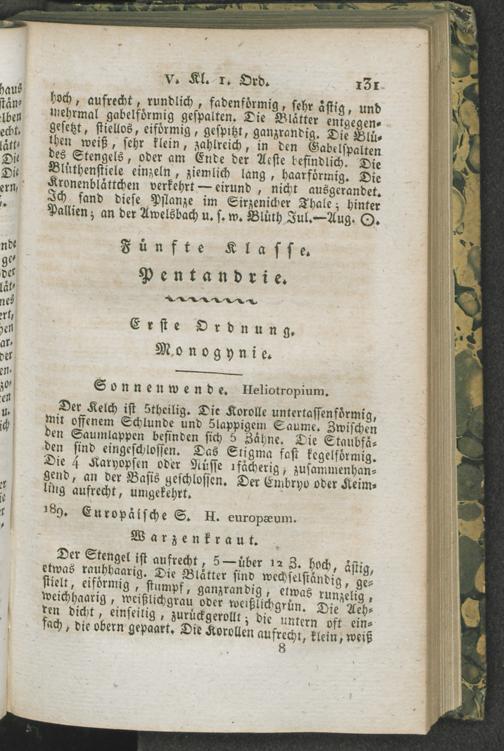 V. Kl. 1. Ord. 131
hoch, aufrecht, rundlich, fadenförmig, sehr ästig, und
mehrmal gabelförmig gespalten. Die Blätter entgegen-
gesetzt, stiellos, eiförmig, gespitzt, ganzrandig. Die Blü-
then weiß, sehr klein, zahlreich, in den Gabelspalten
des Stengels, oder am Ende der Aeste befindlich. Die
Blüthenstiele einzeln, ziemlich lang, haarförmig. Die
Kronenblättchen verkehrt — eirund, nicht ausgerandet.
Ich fand diese Pflanze im Sirzenicher Thale; hinter
Pallien; an der Awelsbach u. s. w. Blüth Jul.—Aug. ☉.
Fünfte Klasse.
Pentandrie.
Erste Ordnung.
Monogynie.
Sonnenwende. Heliotropium.
Der Kelch ist 5theilig. Die Korolle untertassenförmig,
mit offenem Schlunde und 5lappigem Saume. Zwischen
den Saumlappen befinden sich 5 Zähne. Die Staubfä-
den sind eingeschlossen. Das Stigma fast kegelförmig.
Die 4 Karyopsen oder Nüsse 1fächerig, zusammenhan-
gend, an der Basis geschlossen. Der Embryo oder Keim-
ling aufrecht, umgekehrt.
189. Europäische S. H. europæum.
Warzenkraut.
Der Stengel ist aufrecht, 5—über 12 Z. hoch, ästig,
etwas rauhhaarig. Die Blätter sind wechselständig, ge-
stielt, eiförmig, stumpf, ganzrandig, etwas runzelig,
weichhaarig, weißlichgrau oder weißlichgrün. Die Aeh-
ren dicht, einseitig, zurückgerollt; die untern oft ein-
fach, die obern gepaart. Die Korollen aufrecht, klein, weiß
8